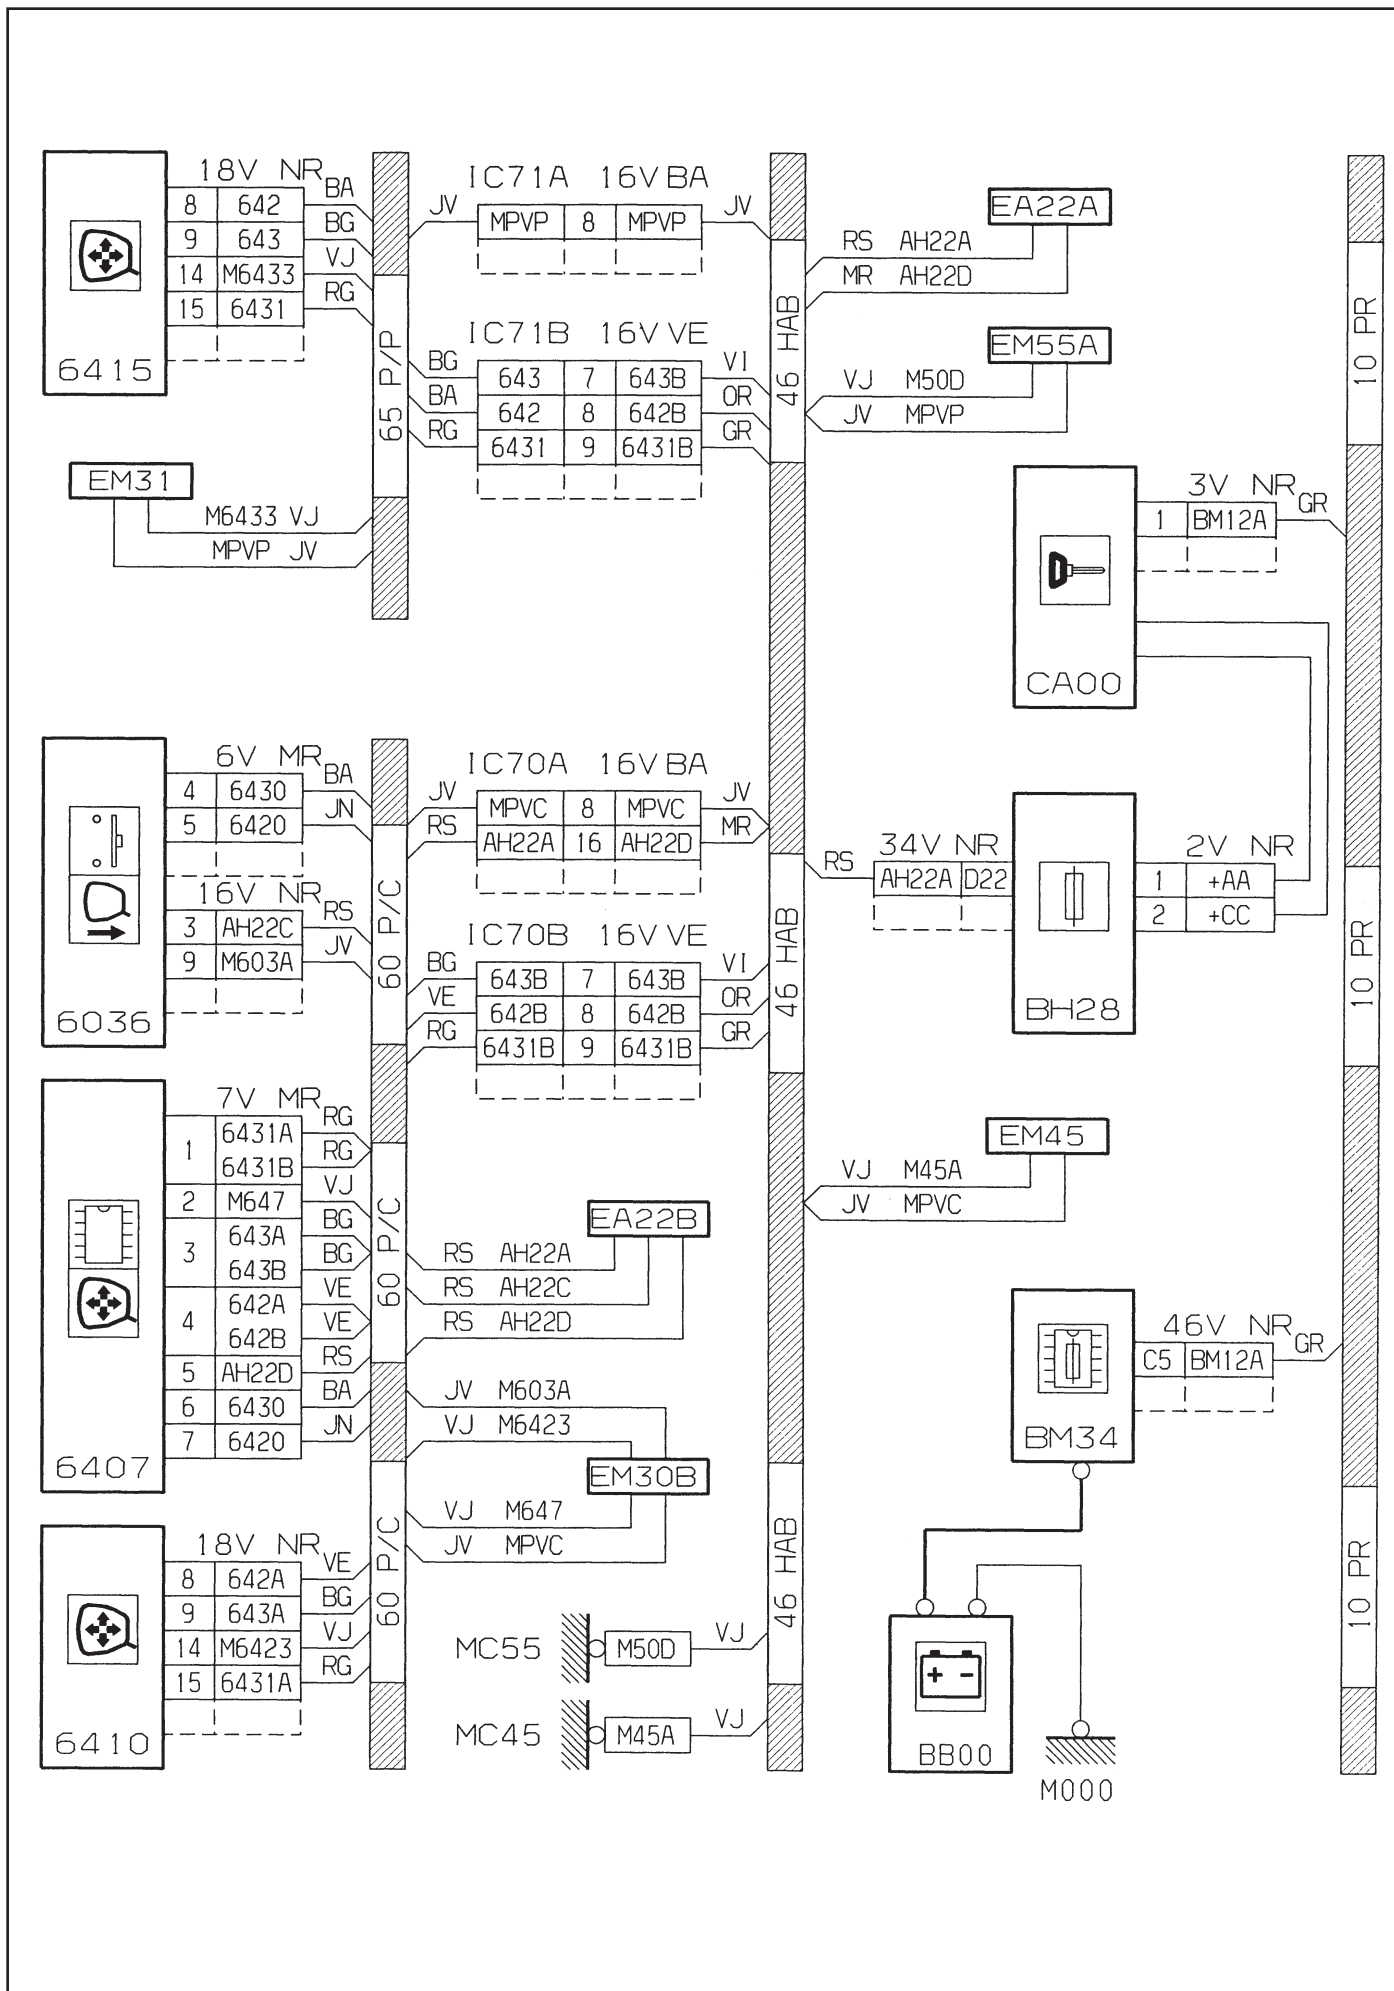 18V NR
BA
8 642
BG
9 643
VJ
14 M6433
RG
15 6431
6415
65 P/P
EM31
M6433 VJ
MPVP JV
IC71A 16V BA
JV MPVP 8 MPVP JV
IC71B 16V VE
BG 643 7 643B VI
BA 642 8 642B OR
RG 6431 9 6431B GR
46 HAB
EA22A
RS AH22A
MR AH22D
EM55A
VJ M50D
JV MPVP
10 PR
3V NR
1 BM12A GR
CA00
6V MR
BA
4 6430
JN
5 6420
16V NR
RS
3 AH22C
JV
9 M603A
6036
60 P/C
IC70A 16V BA
JV MPVC 8 MPVC JV
RS AH22A 16 AH22D MR
IC70B 16V VE
BG 643B 7 643B VI
VE 642B 8 642B OR
RG 6431B 9 6431B GR
46 HAB
34V NR
RS AH22A D22
BH28
2V NR
1 +AA
2 +CC
10 PR
7V MR
RG
1 6431A
RG
6431B
VJ
2 M647
BG
3 643A
BG
643B
VE
4 642A
VE
642B
RS
5 AH22D
BA
6 6430
JN
7 6420
6407
60 P/C
EA22B
RS AH22A
RS AH22C
RS AH22D
JV M603A
VJ M6423
EM30B
VJ M647
JV MPVC
EM45
VJ M45A
JV MPVC
46V NR
C5 BM12A GR
BM34
18V NR
VE
8 642A
BG
9 643A
VJ
14 M6423
RG
15 6431A
6410
60 P/C
MC55 M50D VJ
MC45 M45A VJ
46 HAB
+ -
BB00
M000
10 PR